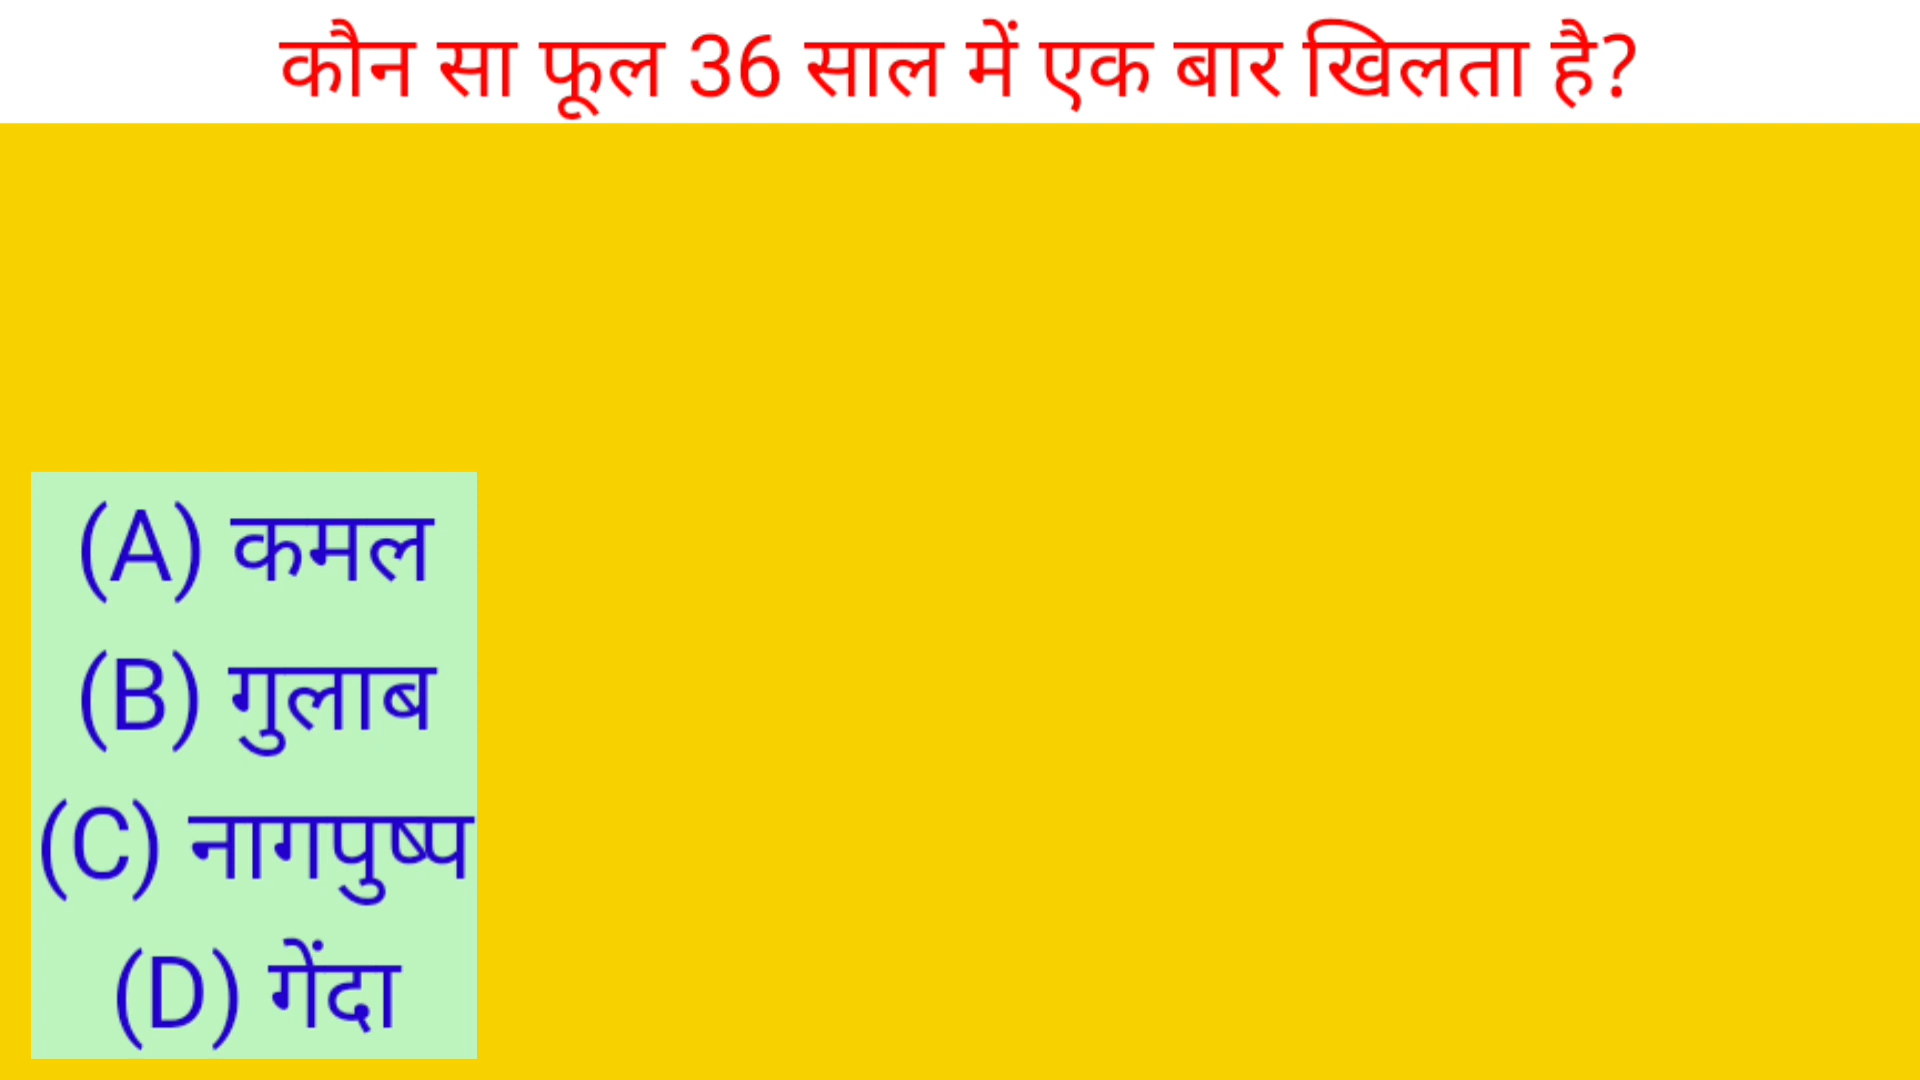 कौन सा फूल 36 साल में एक बार खिलता है?
(A) कमल
(B) गुलाब
(C) नागपुष्प
(D) गेंदा